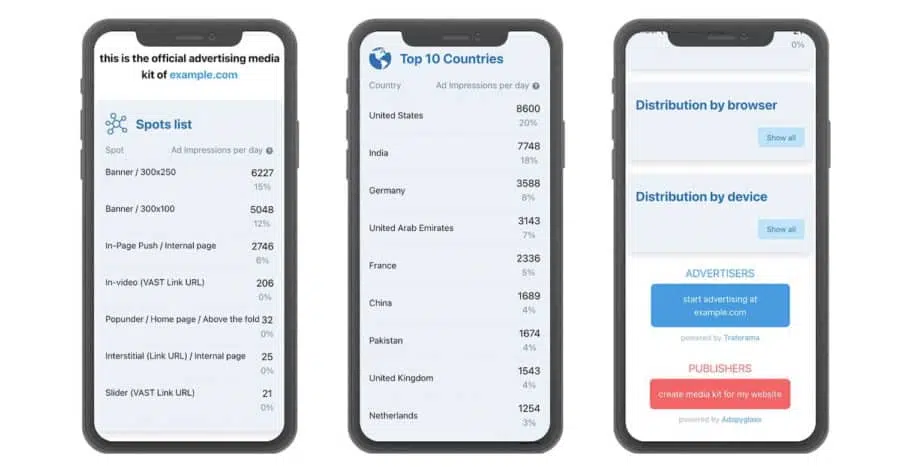 this is the official advertising media
kit of example.com
Spots list
Spot Ad Impressions per day ?
Banner / 300x250 6227
15%
Banner / 300x100 5048
12%
In-Page Push / Internal page 2746
6%
In-video (VAST Link URL) 206
0%
Popunder / Home page / Above the fold 32
0%
Interstitial (Link URL) / Internal page 25
0%
Slider (VAST Link URL) 21
0%
Top 10 Countries
Country Ad Impressions per day ?
United States 8600
20%
India 7748
18%
Germany 3588
8%
United Arab Emirates 3143
7%
France 2336
5%
China 1689
4%
Pakistan 1674
4%
United Kingdom 1543
4%
Netherlands 1254
3%
0%
Distribution by browser
Show all
Distribution by device
Show all
ADVERTISERS
start advertising at
example.com
powered by Traforama
PUBLISHERS
create media kit for my website
powered by Adspyglass